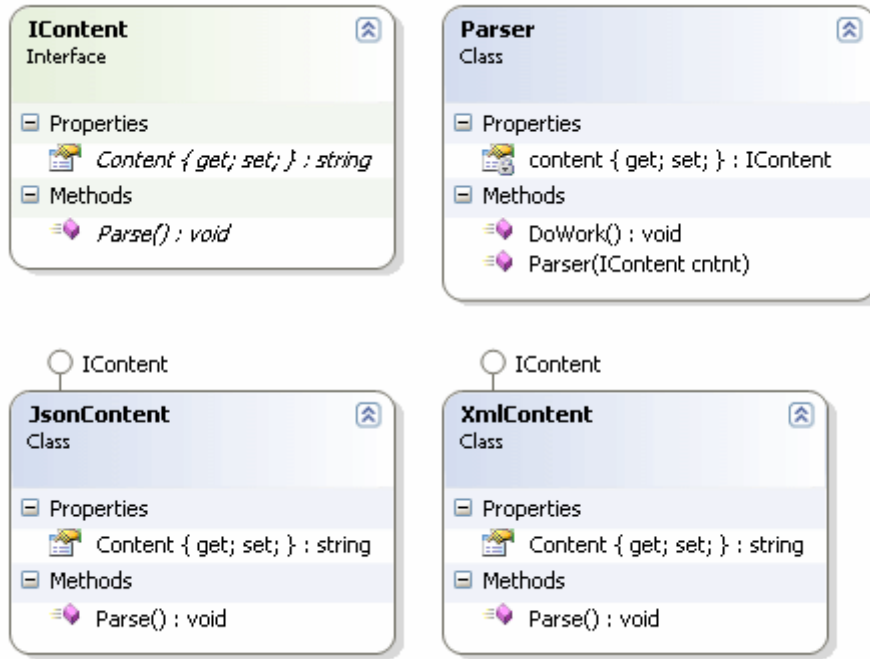 IContent
Interface
Properties
Content { get; set; } : string
Methods
Parse() : void
Parser
Class
Properties
content { get; set; } : IContent
Methods
DoWork() : void
Parser(IContent cntnt)
IContent
JsonContent
Class
Properties
Content { get; set; } : string
Methods
Parse() : void
IContent
XmlContent
Class
Properties
Content { get; set; } : string
Methods
Parse() : void